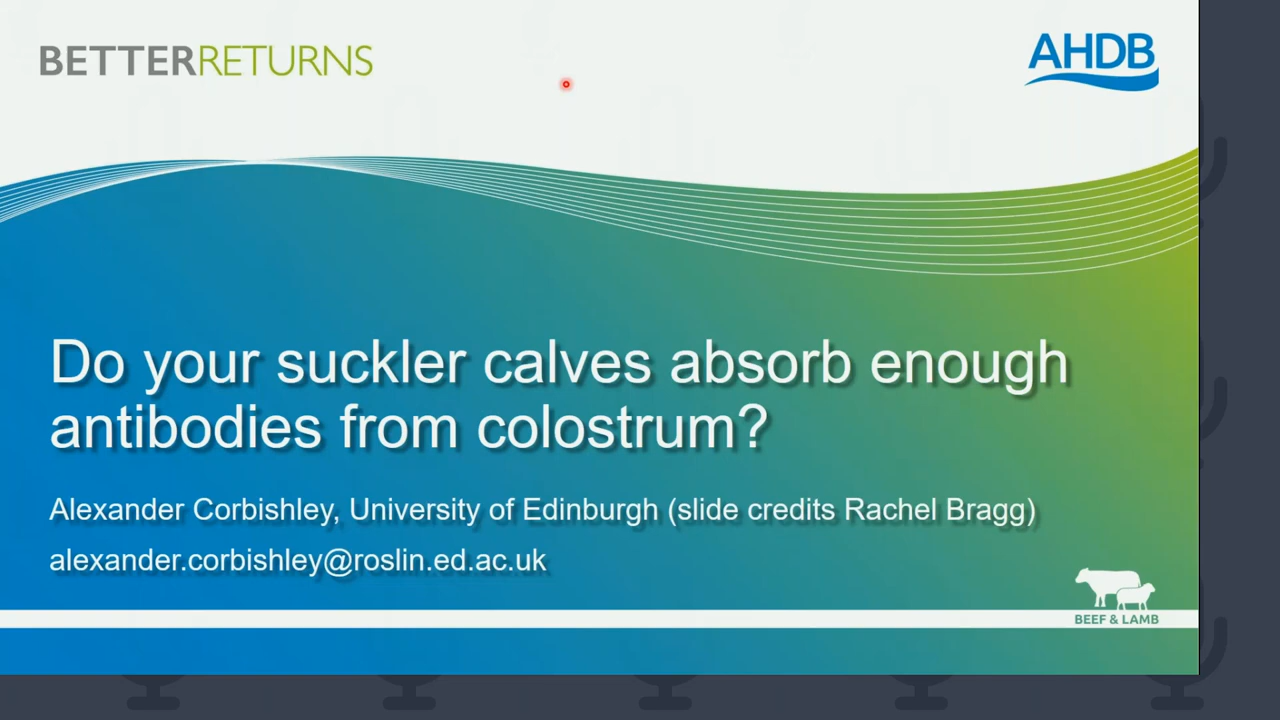 BETTERRETURNS
AHDB
Do your suckler calves absorb enough
antibodies from colostrum?
Alexander Corbishley, University of Edinburgh (slide credits Rachel Bragg)
alexander.corbishley@roslin.ed.ac.uk
BEEF & LAMB